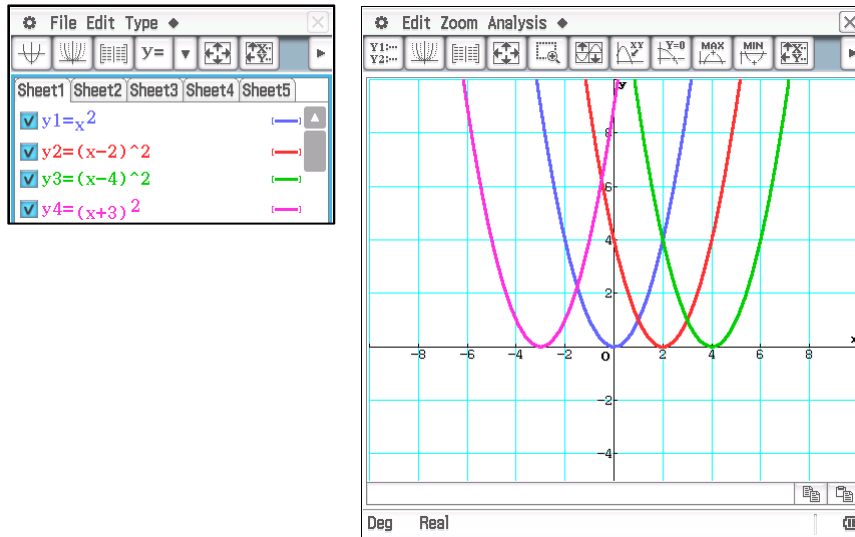 File Edit Type ◆
y= ▼
Sheet1 Sheet2 Sheet3 Sheet4 Sheet5
y1=x²
y2=(x-2)^2
y3=(x-4)^2
y4=(x+3)²
Edit Zoom Analysis ◆
Y1:… Y2:… XY Y=0 MAX MIN
y
8
6
4
2
x
-8 -6 -4 -2 O 2 4 6 8
-2
-4
Deg Real